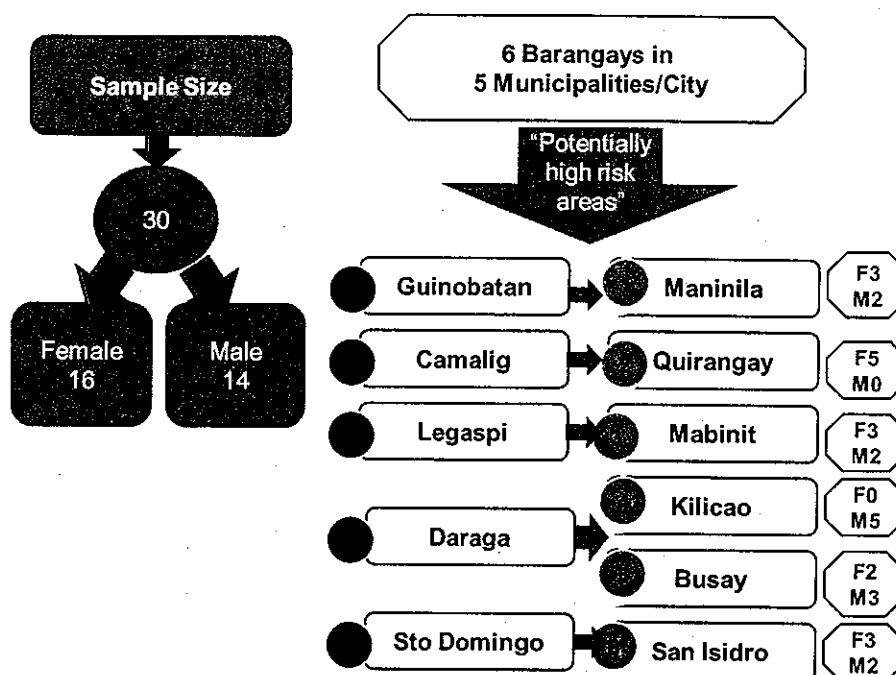 Sample Size
30
Female
16
Male
14
6 Barangays in
5 Municipalities/City
"Potentially
high risk
areas"
Guinobatan
Maninila
F3
M2
Camalig
Quirangay
F5
M0
Legaspi
Mabinit
F3
M2
Daraga
Kilicao
F0
M5
Busay
F2
M3
Sto Domingo
San Isidro
F3
M2